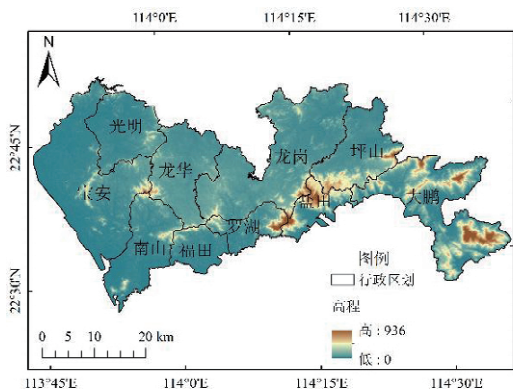 114°0′E 114°15′E 114°30′E
N
22°45′N
22°30′N
光明
龙华
龙岗
坪山
宝安
盐田
大鹏
罗湖
南山
福田
图例
行政区划
高程
高 : 936
低 : 0
0 5 10 20 km
113°45′E 114°0′E 114°15′E 114°30′E